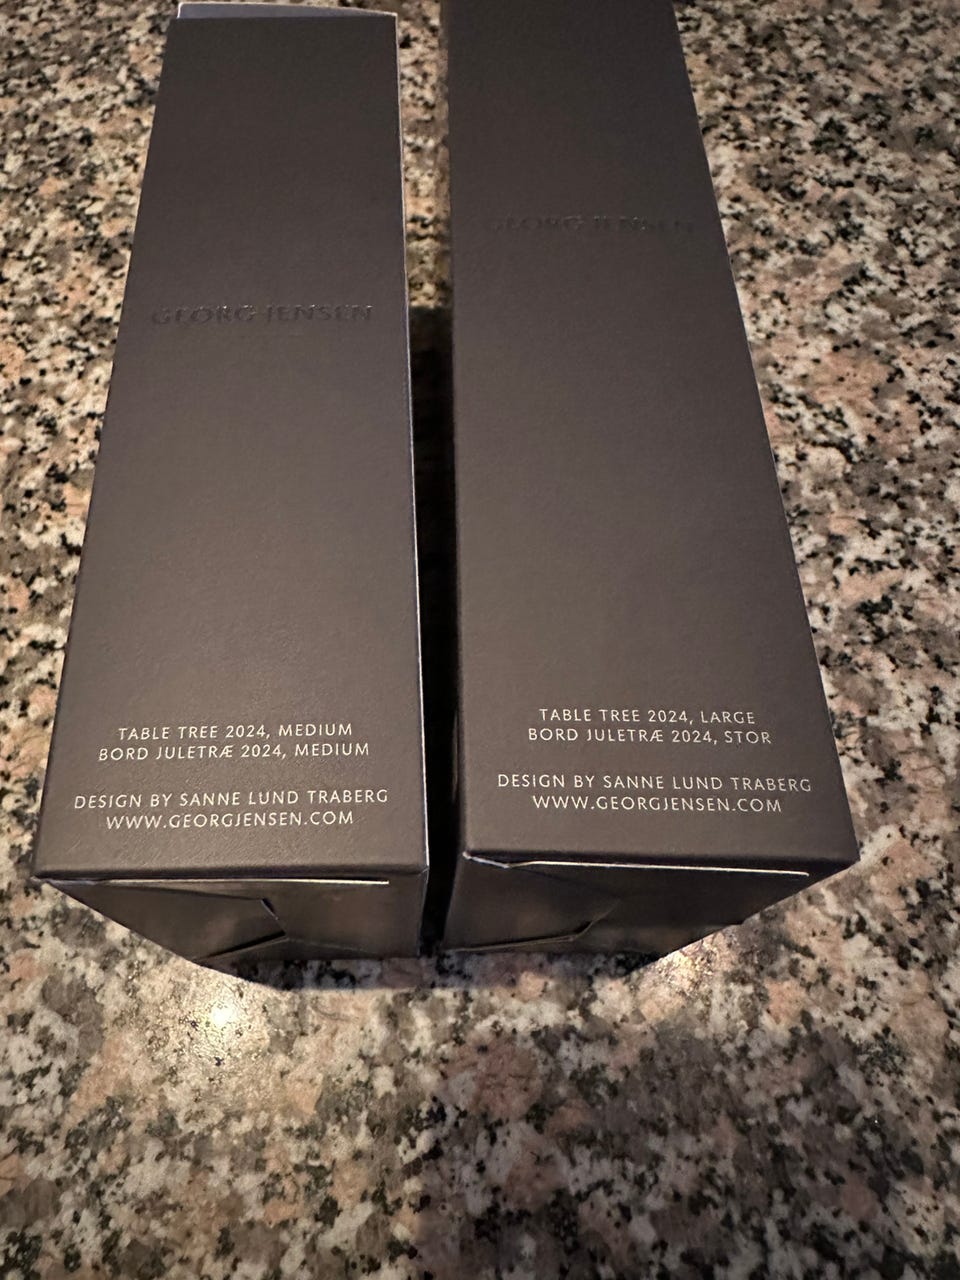 GEORG JENSEN
TABLE TREE 2024, MEDIUM
BORD JULETRÆ 2024, MEDIUM
DESIGN BY SANNE LUND TRABERG
WWW.GEORGJENSEN.COM
GEORG JENSEN
TABLE TREE 2024, LARGE
BORD JULETRÆ 2024, STOR
DESIGN BY SANNE LUND TRABERG
WWW.GEORGJENSEN.COM